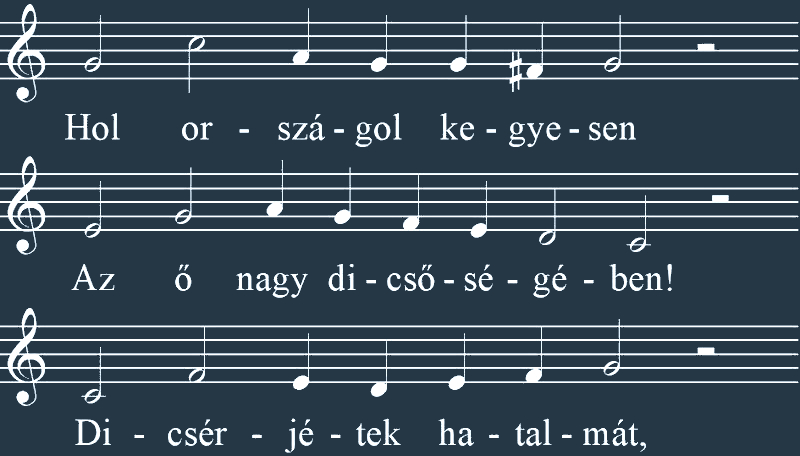 Hol or - szá - gol ke - gyes - sen
Az ő nagy di - cső - sé - gé - ben!
Di - csér - jé - tek ha - tal - mát,